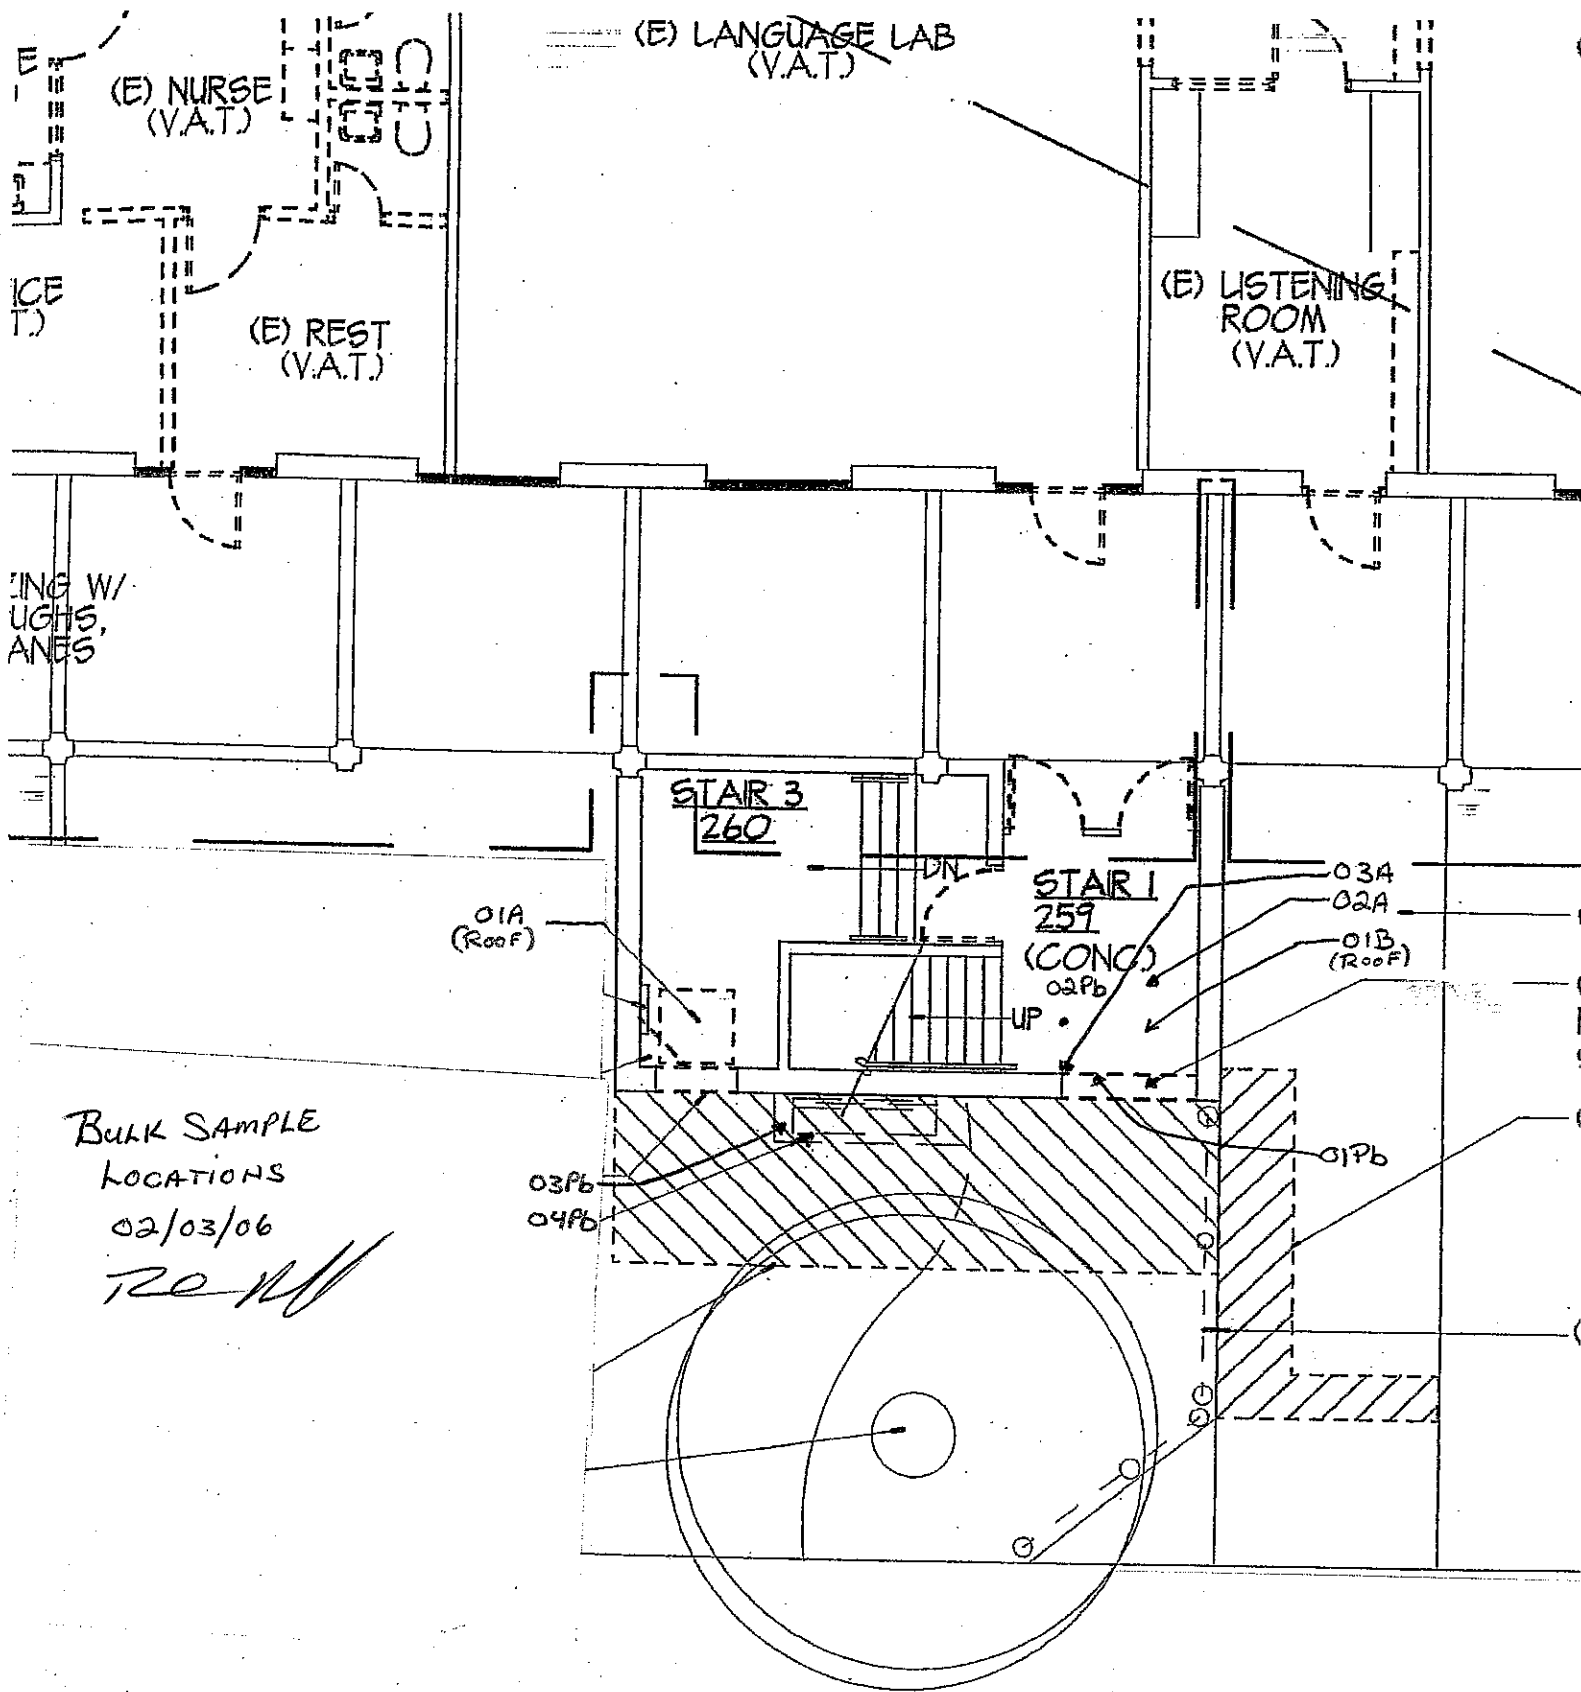 (E) LANGUAGE LAB
(V.A.T.)
E
(E) NURSE
(V.A.T.)
ICE
T.)
(E) REST
(V.A.T.)
(E) LISTENING
ROOM
(V.A.T.)
ING W/
UGHS,
ANES
STAIR 3
260
DN
STAIR 1
259
(CONC.)
02Pb
UP
03A
02A
01B
(ROOF)
01A
(ROOF)
03Pb
04Pb
01Pb
BULK SAMPLE
LOCATIONS
02/03/06